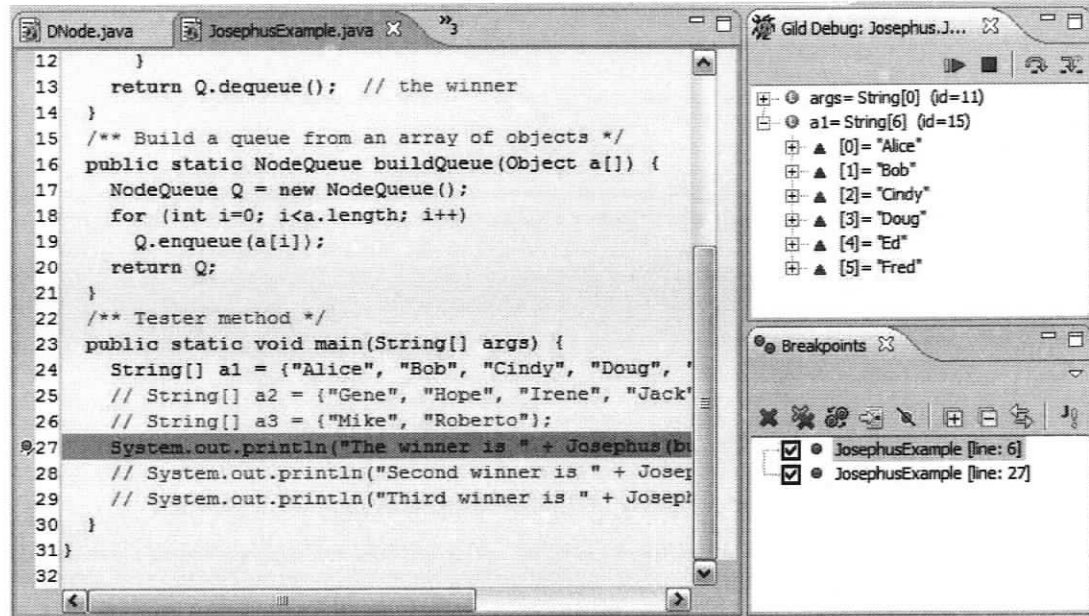 DNode.java
JosephusExample.java
»3
12 }
13 return Q.dequeue(); // the winner
14 }
15 /** Build a queue from an array of objects */
16 public static NodeQueue buildQueue(Object a[]) {
17 NodeQueue Q = new NodeQueue();
18 for (int i=0; i<a.length; i++)
19 Q.enqueue(a[i]);
20 return Q;
21 }
22 /** Tester method */
23 public static void main(String[] args) {
24 String[] a1 = {"Alice", "Bob", "Cindy", "Doug", "
25 // String[] a2 = {"Gene", "Hope", "Irene", "Jack"
26 // String[] a3 = {"Mike", "Roberto"};
27 System.out.println("The winner is " + Josephus(bu
28 // System.out.println("Second winner is " + Josep
29 // System.out.println("Third winner is " + Joseph
30 }
31 }
32
Gild Debug: Josephus.J...
args= String[0] (id=11)
a1= String[6] (id=15)
[0]= "Alice"
[1]= "Bob"
[2]= "Cindy"
[3]= "Doug"
[4]= "Ed"
[5]= "Fred"
Breakpoints
J
JosephusExample [line: 6]
JosephusExample [line: 27]